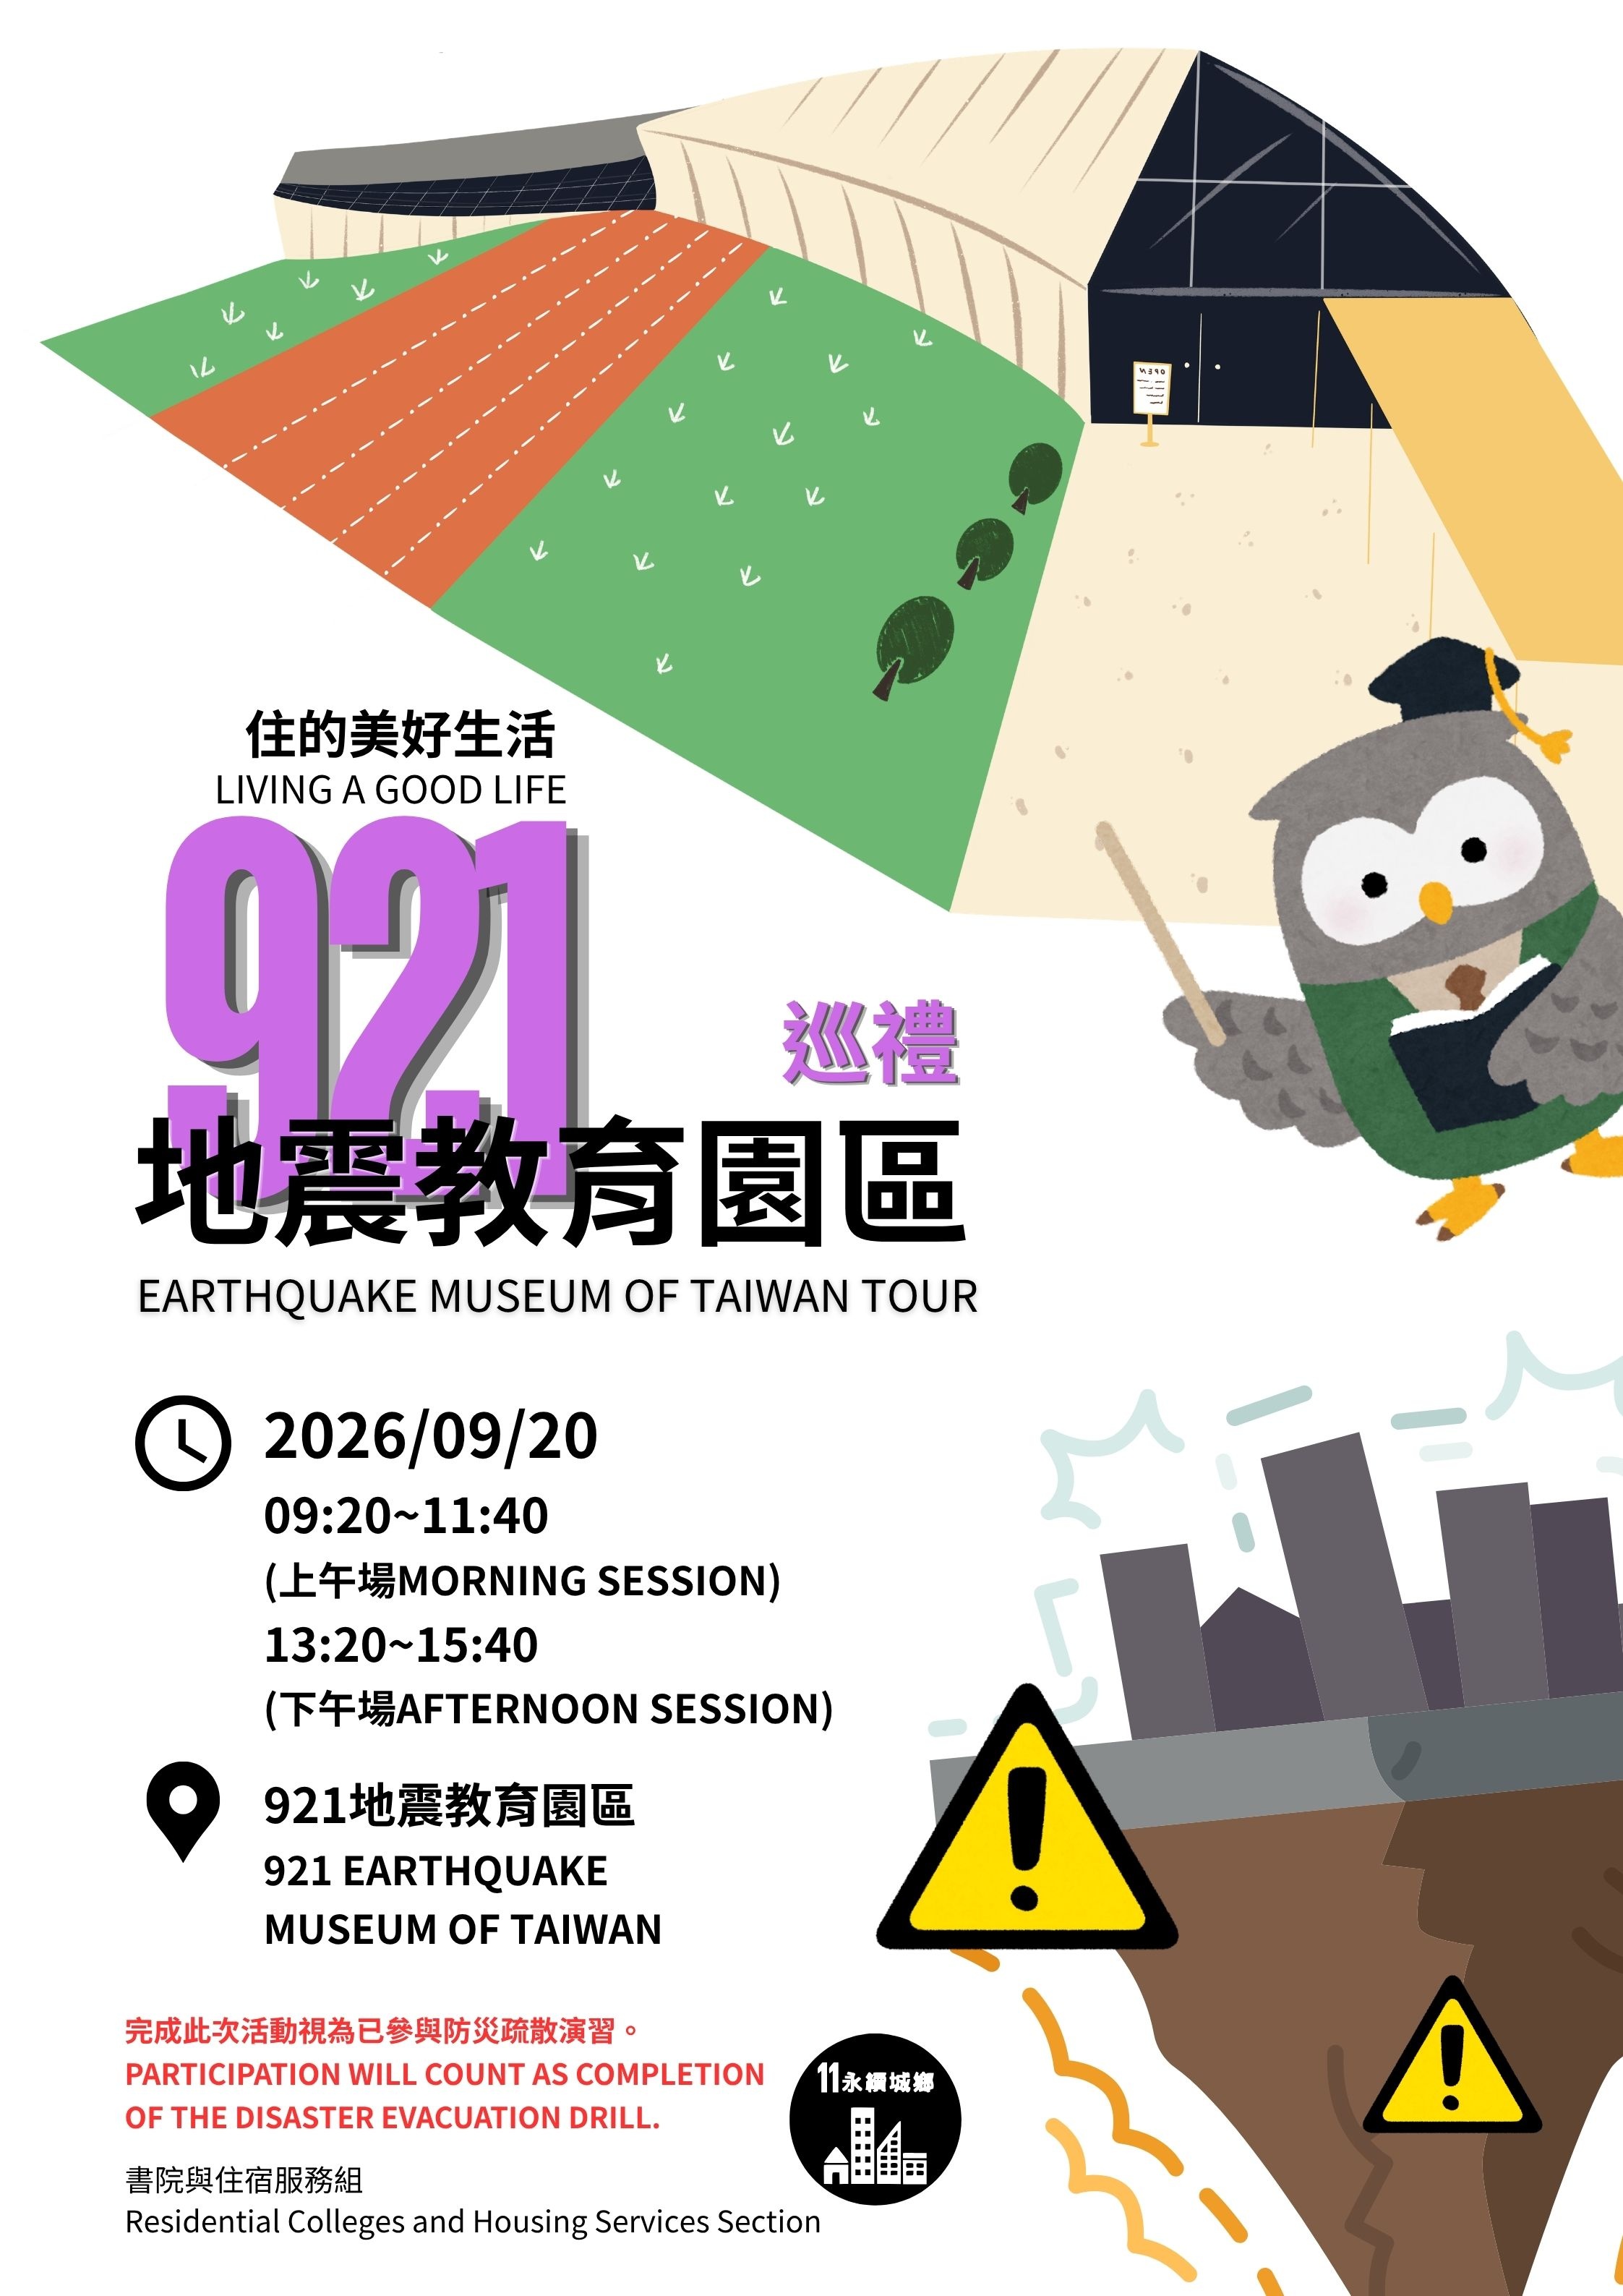 OPEN
住的美好生活
LIVING A GOOD LIFE
921
巡禮
地震教育園區
EARTHQUAKE MUSEUM OF TAIWAN TOUR
2026/09/20
09:20~11:40
(上午場MORNING SESSION)
13:20~15:40
(下午場AFTERNOON SESSION)
921地震教育園區
921 EARTHQUAKE
MUSEUM OF TAIWAN
完成此次活動視為已參與防災疏散演習。
PARTICIPATION WILL COUNT AS COMPLETION
OF THE DISASTER EVACUATION DRILL.
11永續城鄉
書院與住宿服務組
Residential Colleges and Housing Services Section